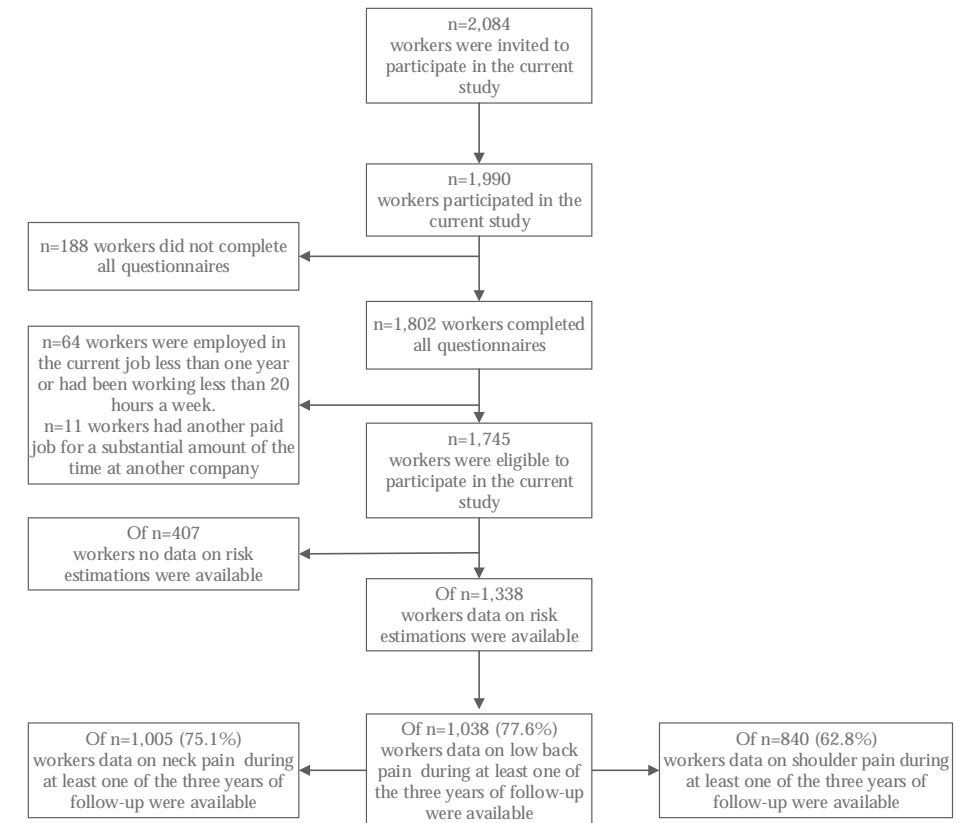 n=2,084
workers were invited to
participate in the current
study
n=1,990
workers participated in the
current study
n=188 workers did not complete
all questionnaires
n=1,802 workers completed
all questionnaires
n=64 workers were employed in
the current job less than one year
or had been working less than 20
hours a week.
n=11 workers had another paid
job for a substantial amount of the
time at another company
n=1,745
workers were eligible to
participate in the current
study
Of n=407
workers no data on risk
estimations were available
Of n=1,338
workers data on risk
estimations were available
Of n=1,005 (75.1%)
workers data on neck pain during
at least one of the three years of
follow-up were available
Of n=1,038 (77.6%)
workers data on low back
pain during at least one of
the three years of follow-up
were available
Of n=840 (62.8%)
workers data on shoulder pain during
at least one of the three years of
follow-up were available